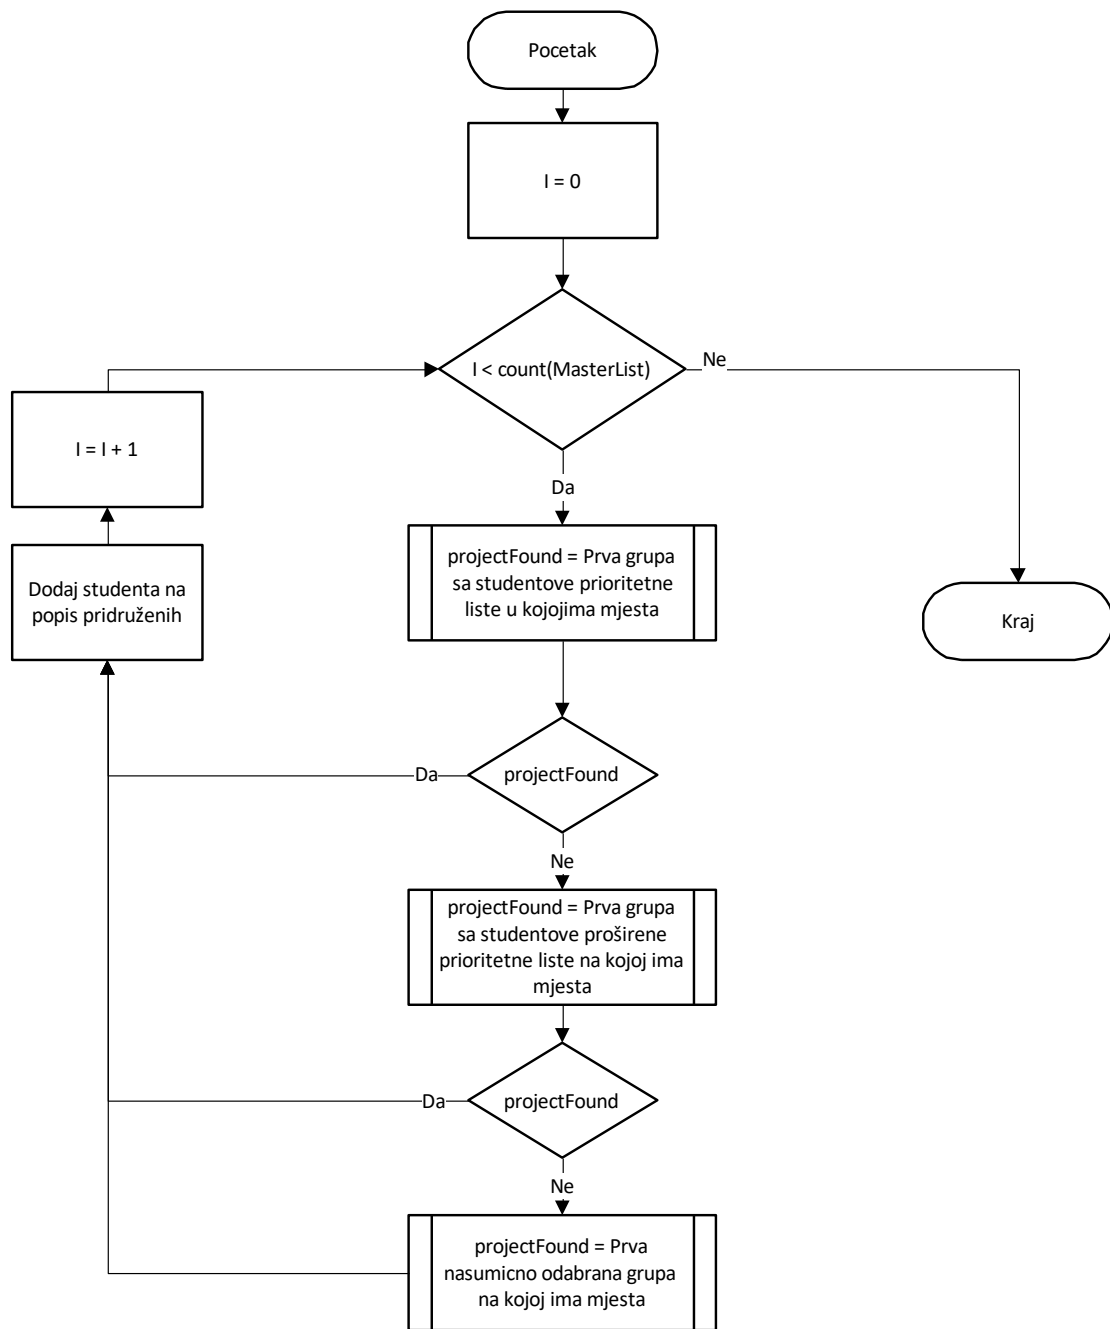 Pocetak
I = 0
I < count(MasterList)
Ne
I = I + 1
Da
projectFound = Prva grupa
sa studentove prioritetne
liste u kojojima mjesta
Dodaj studenta na
popis pridruženih
Kraj
projectFound
Da
Ne
projectFound = Prva grupa
sa studentove proširene
prioritetne liste na kojoj ima
mjesta
projectFound
Da
Ne
projectFound = Prva
nasumicno odabrana grupa
na kojoj ima mjesta